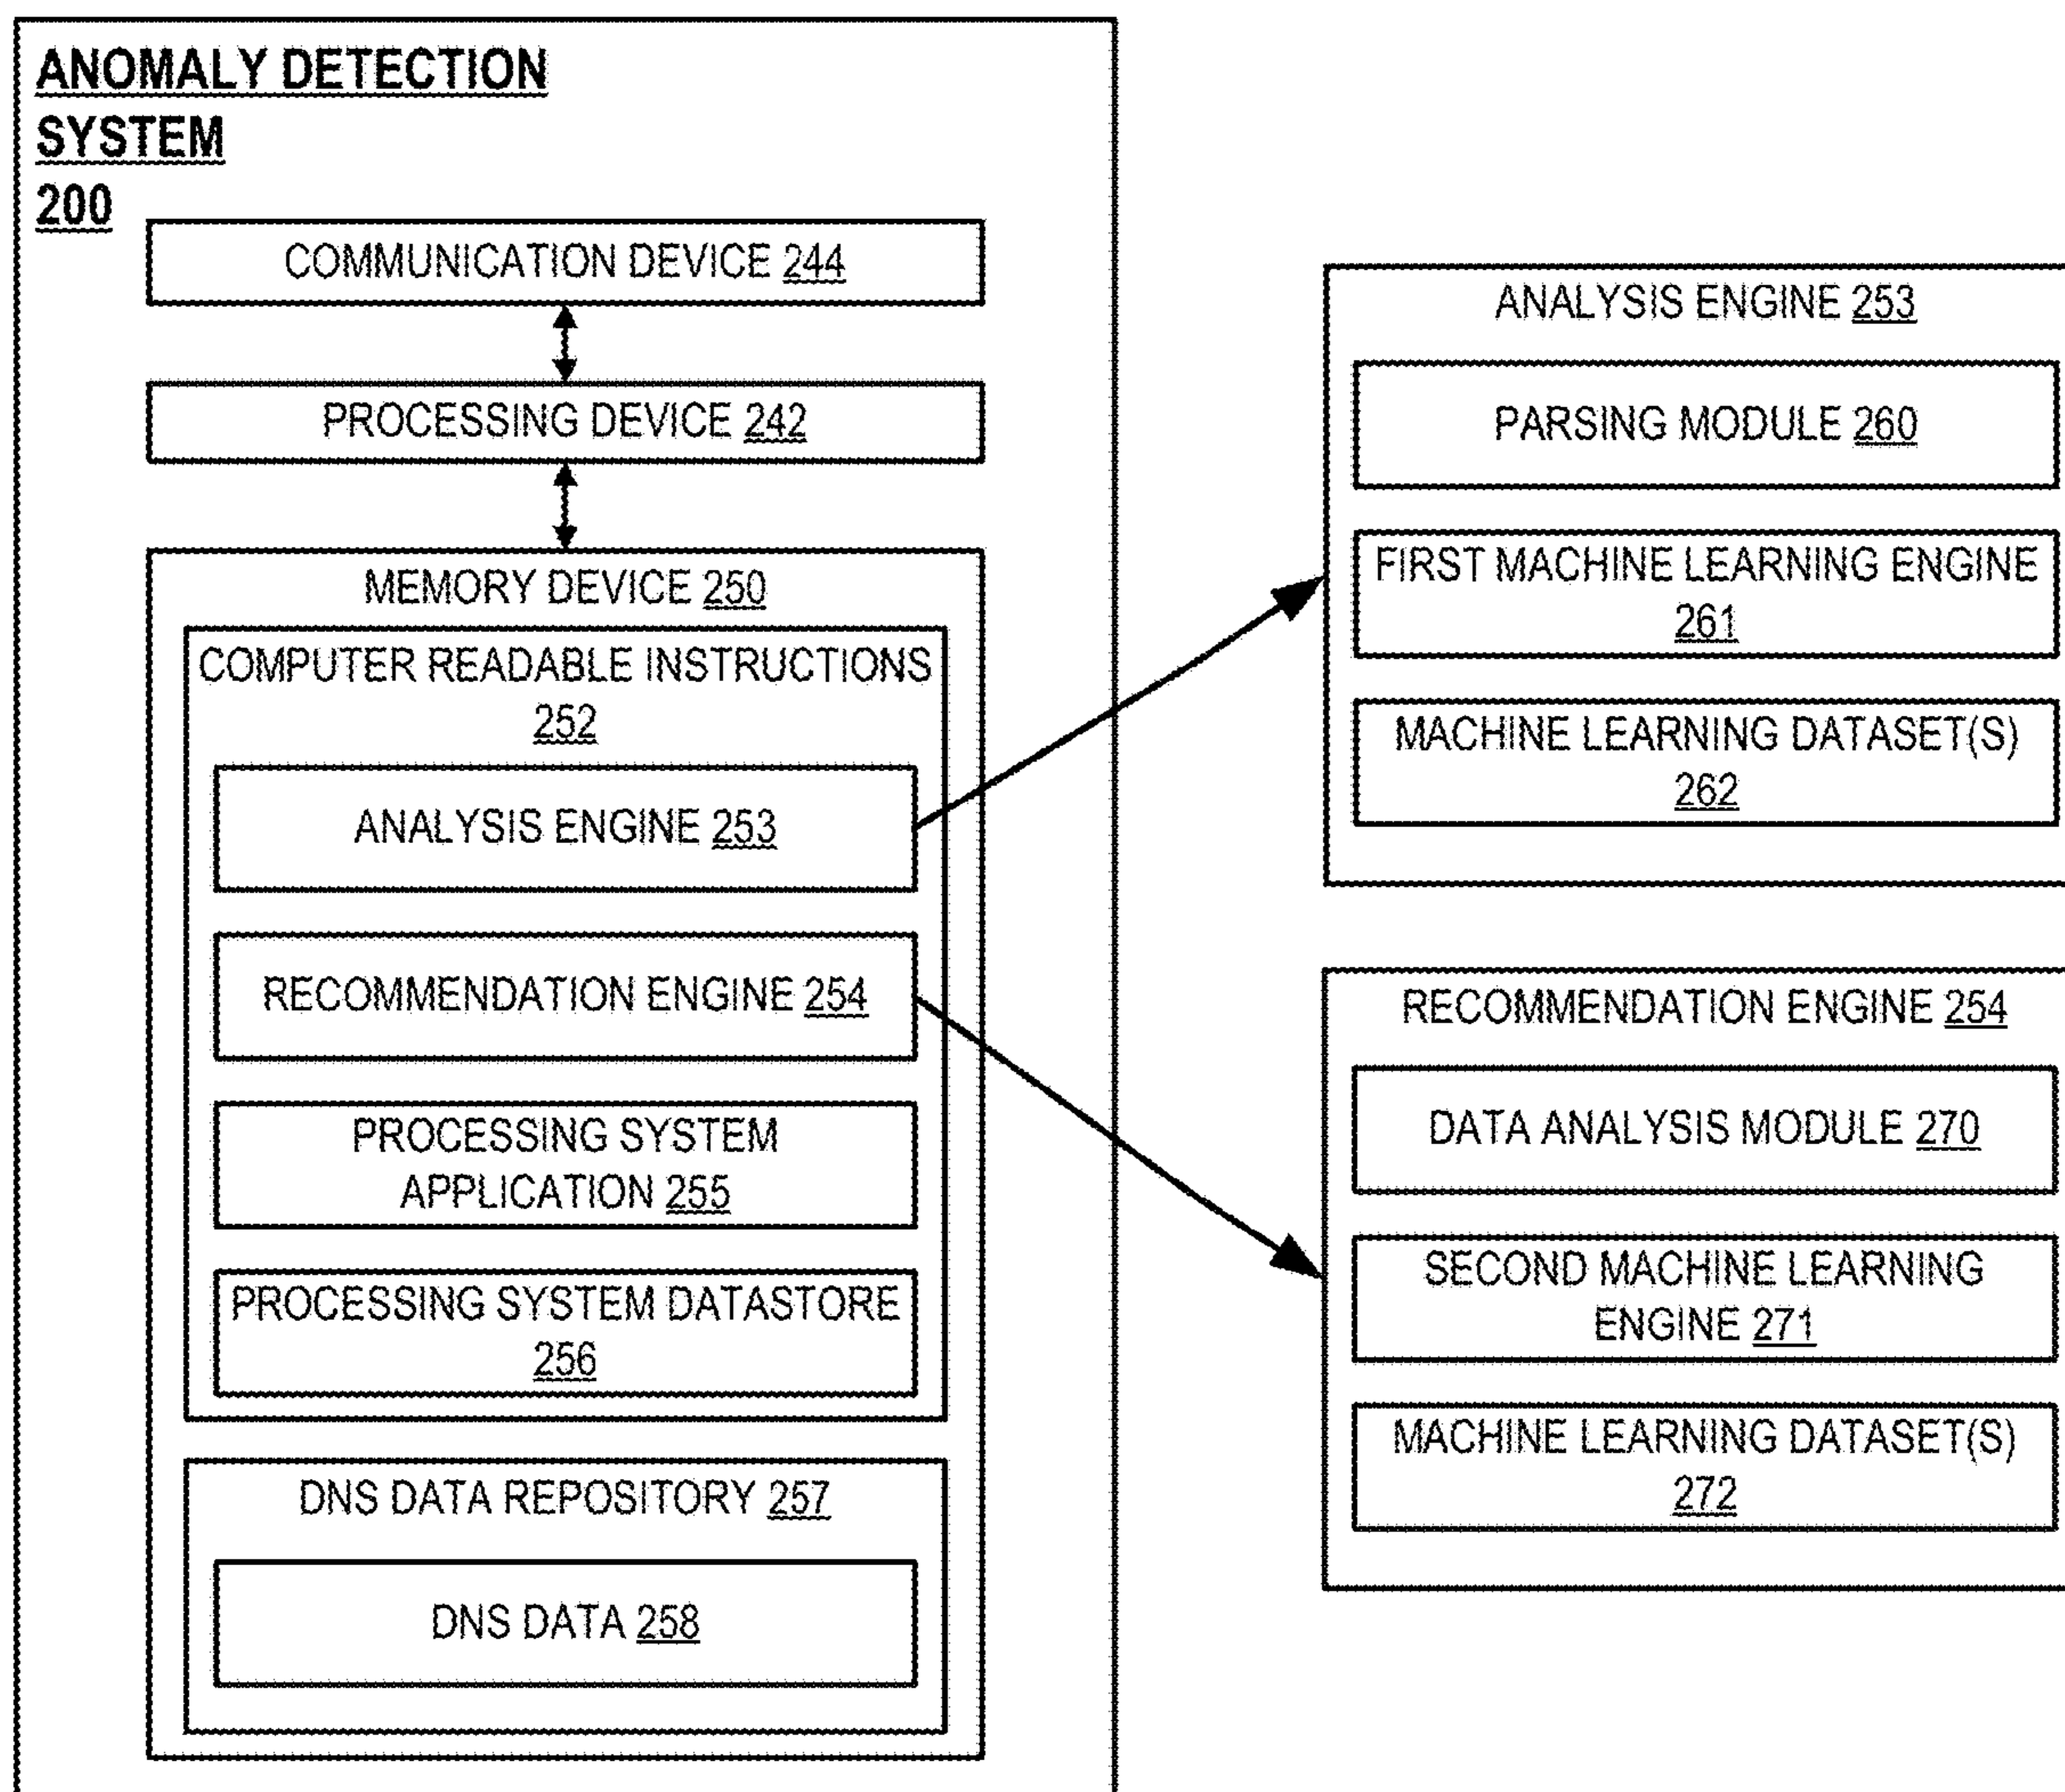 ANOMALY DETECTION
SYSTEM
200
COMMUNICATION DEVICE 244
PROCESSING DEVICE 242
MEMORY DEVICE 250
COMPUTER READABLE INSTRUCTIONS
252
ANALYSIS ENGINE 253
RECOMMENDATION ENGINE 254
PROCESSING SYSTEM
APPLICATION 255
PROCESSING SYSTEM DATASTORE
256
DNS DATA REPOSITORY 257
DNS DATA 258
ANALYSIS ENGINE 253
PARSING MODULE 260
FIRST MACHINE LEARNING ENGINE
261
MACHINE LEARNING DATASET(S)
262
RECOMMENDATION ENGINE 254
DATA ANALYSIS MODULE 270
SECOND MACHINE LEARNING
ENGINE 271
MACHINE LEARNING DATASET(S)
272